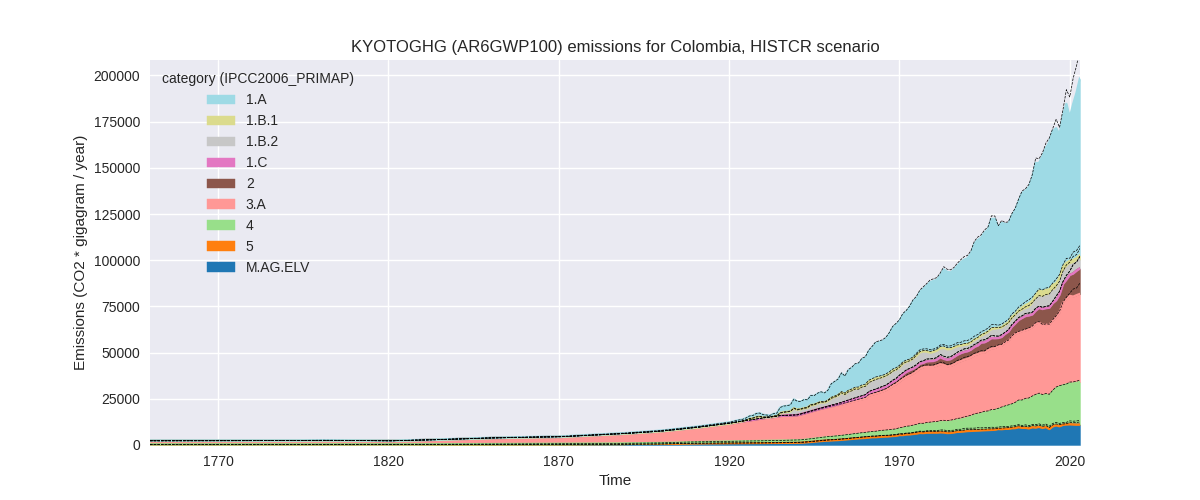 KYOTOGHG (AR6GWP100) emissions for Colombia, HISTCR scenario
category (IPCC2006_PRIMAP)
1.A
1.B.1
1.B.2
1.C
2
3.A
4
5
M.AG.ELV
Emissions (CO2 * gigagram / year)
200000
175000
150000
125000
100000
75000
50000
25000
0
1770
1820
1870
1920
1970
2020
Time